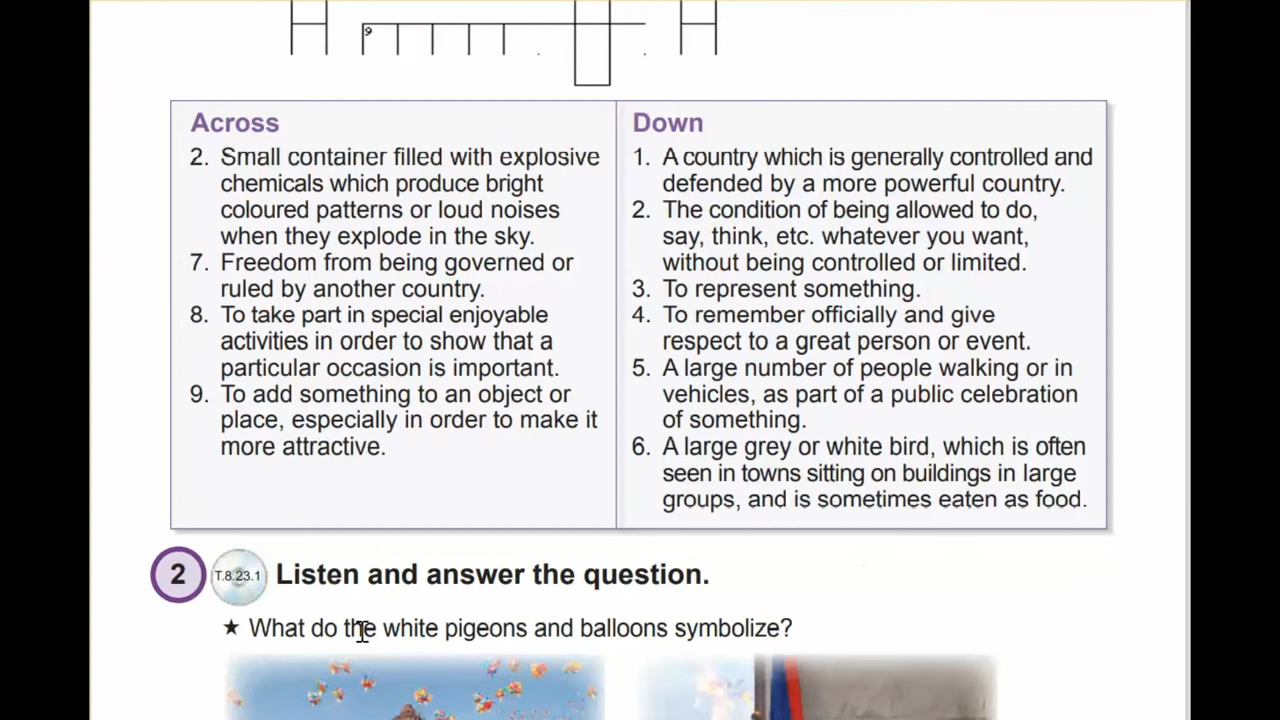 9
Across
2. Small container filled with explosive
chemicals which produce bright
coloured patterns or loud noises
when they explode in the sky.
7. Freedom from being governed or
ruled by another country.
8. To take part in special enjoyable
activities in order to show that a
particular occasion is important.
9. To add something to an object or
place, especially in order to make it
more attractive.
Down
1. A country which is generally controlled and
defended by a more powerful country.
2. The condition of being allowed to do,
say, think, etc. whatever you want,
without being controlled or limited.
3. To represent something.
4. To remember officially and give
respect to a great person or event.
5. A large number of people walking or in
vehicles, as part of a public celebration
of something.
6. A large grey or white bird, which is often
seen in towns sitting on buildings in large
groups, and is sometimes eaten as food.
2 T.8.23.1 Listen and answer the question.
★ What do the white pigeons and balloons symbolize?